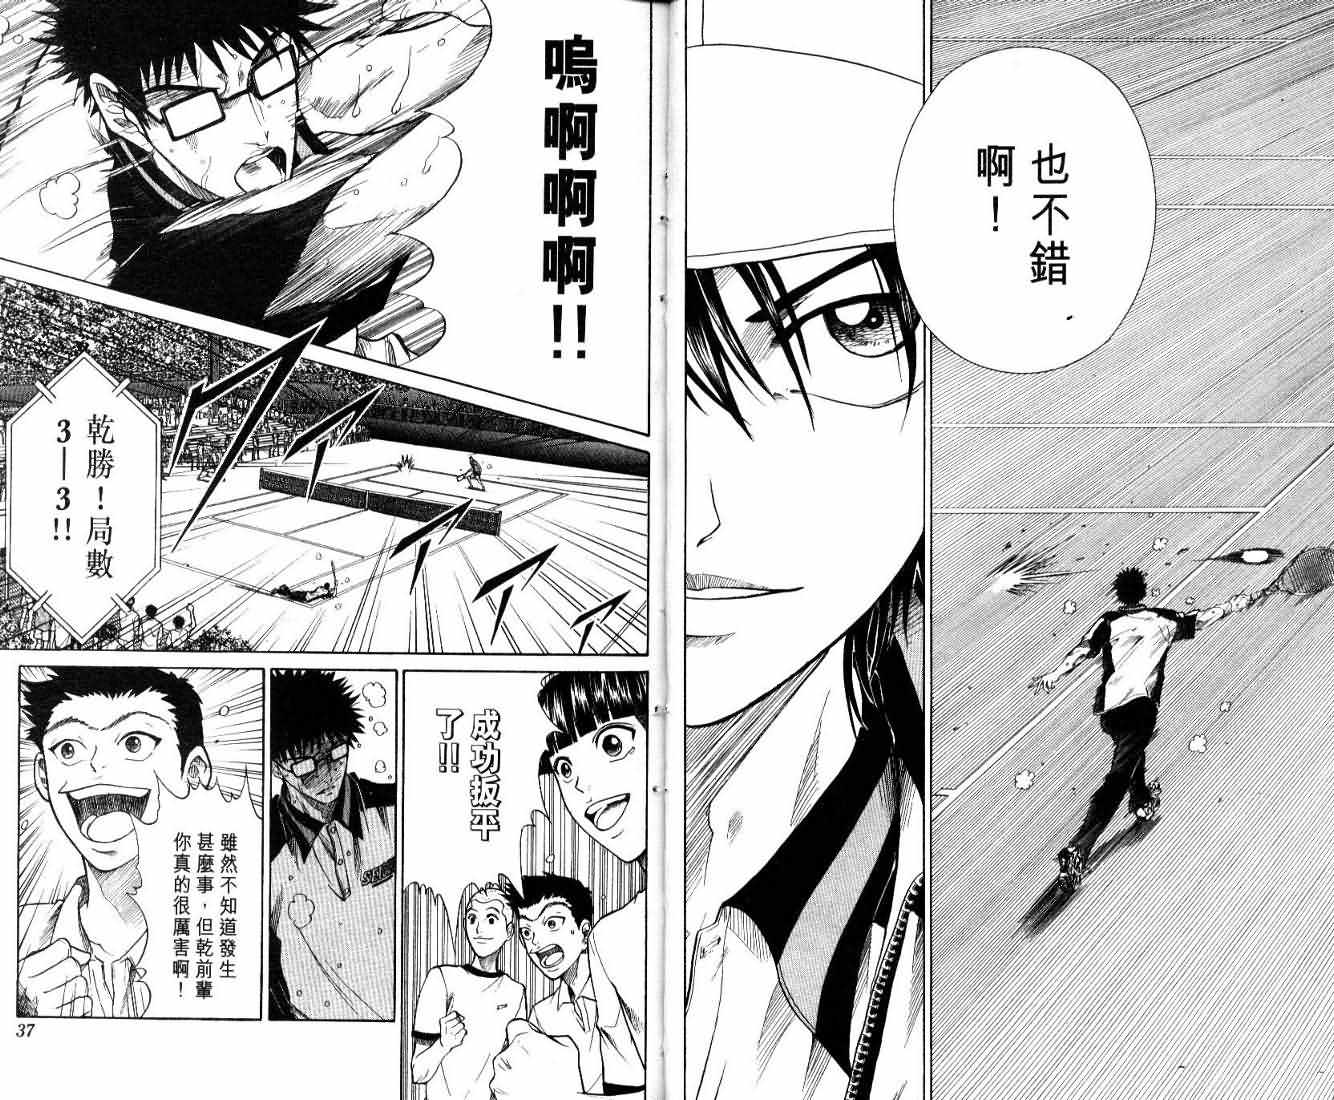 也不錯
啊！
嗚啊啊啊!!
乾勝！局數
3—3!!
成功扳平
了!!
雖然不知道發生
甚麼事，但乾前輩
你真的很厲害啊！
37